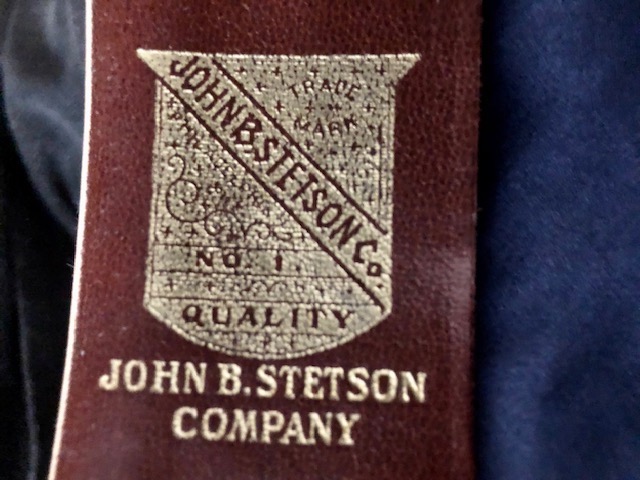 TRADE
MARK
JOHN B. STETSON Co.
NO. 1.
QUALITY
JOHN B. STETSON
COMPANY